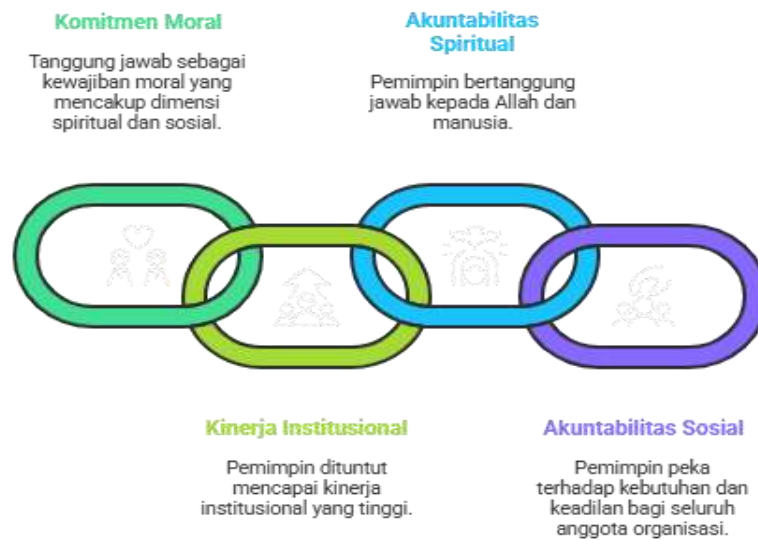 Komitmen Moral
Tanggung jawab sebagai
kewajiban moral yang
mencakup dimensi
spiritual dan sosial.
Akuntabilitas
Spiritual
Pemimpin bertanggung
jawab kepada Allah dan
manusia.
Kinerja Institusional
Pemimpin dituntut
mencapai kinerja
institusional yang tinggi.
Akuntabilitas Sosial
Pemimpin peka
terhadap kebutuhan dan
keadilan bagi seluruh
anggota organisasi.